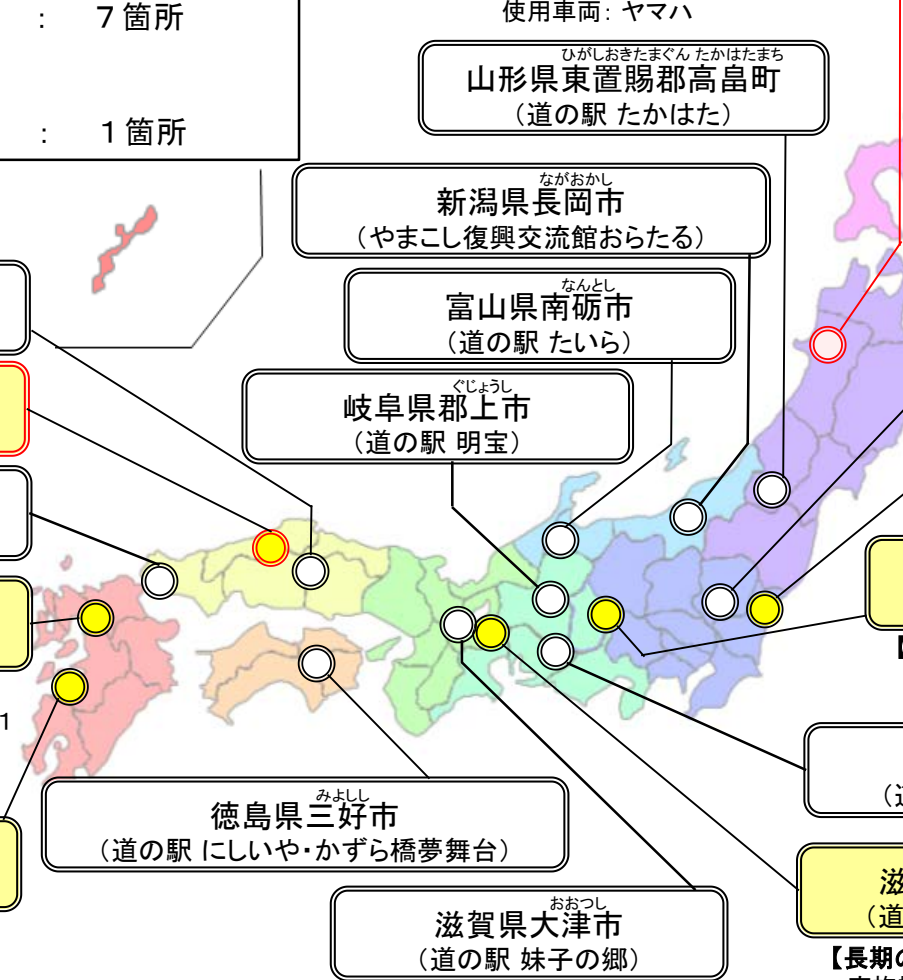 ： 7箇所
： 1箇所
使用車両：ヤマハ
ひがしおきたまぐん たかはたまち
山形県東置賜郡高畠町
（道の駅 たかはた）
ながおかし
新潟県長岡市
（やまこし復興交流館おらたる）
なんとし
富山県南砺市
（道の駅 たいら）
ぐじょうし
岐阜県郡上市
（道の駅 明宝）
【
1
（道
みよしし
徳島県三好市
（道の駅 にしいや・かずら橋夢舞台）
滋
（道
おおつし
滋賀県大津市
（道の駅 妹子の郷）
【長期の